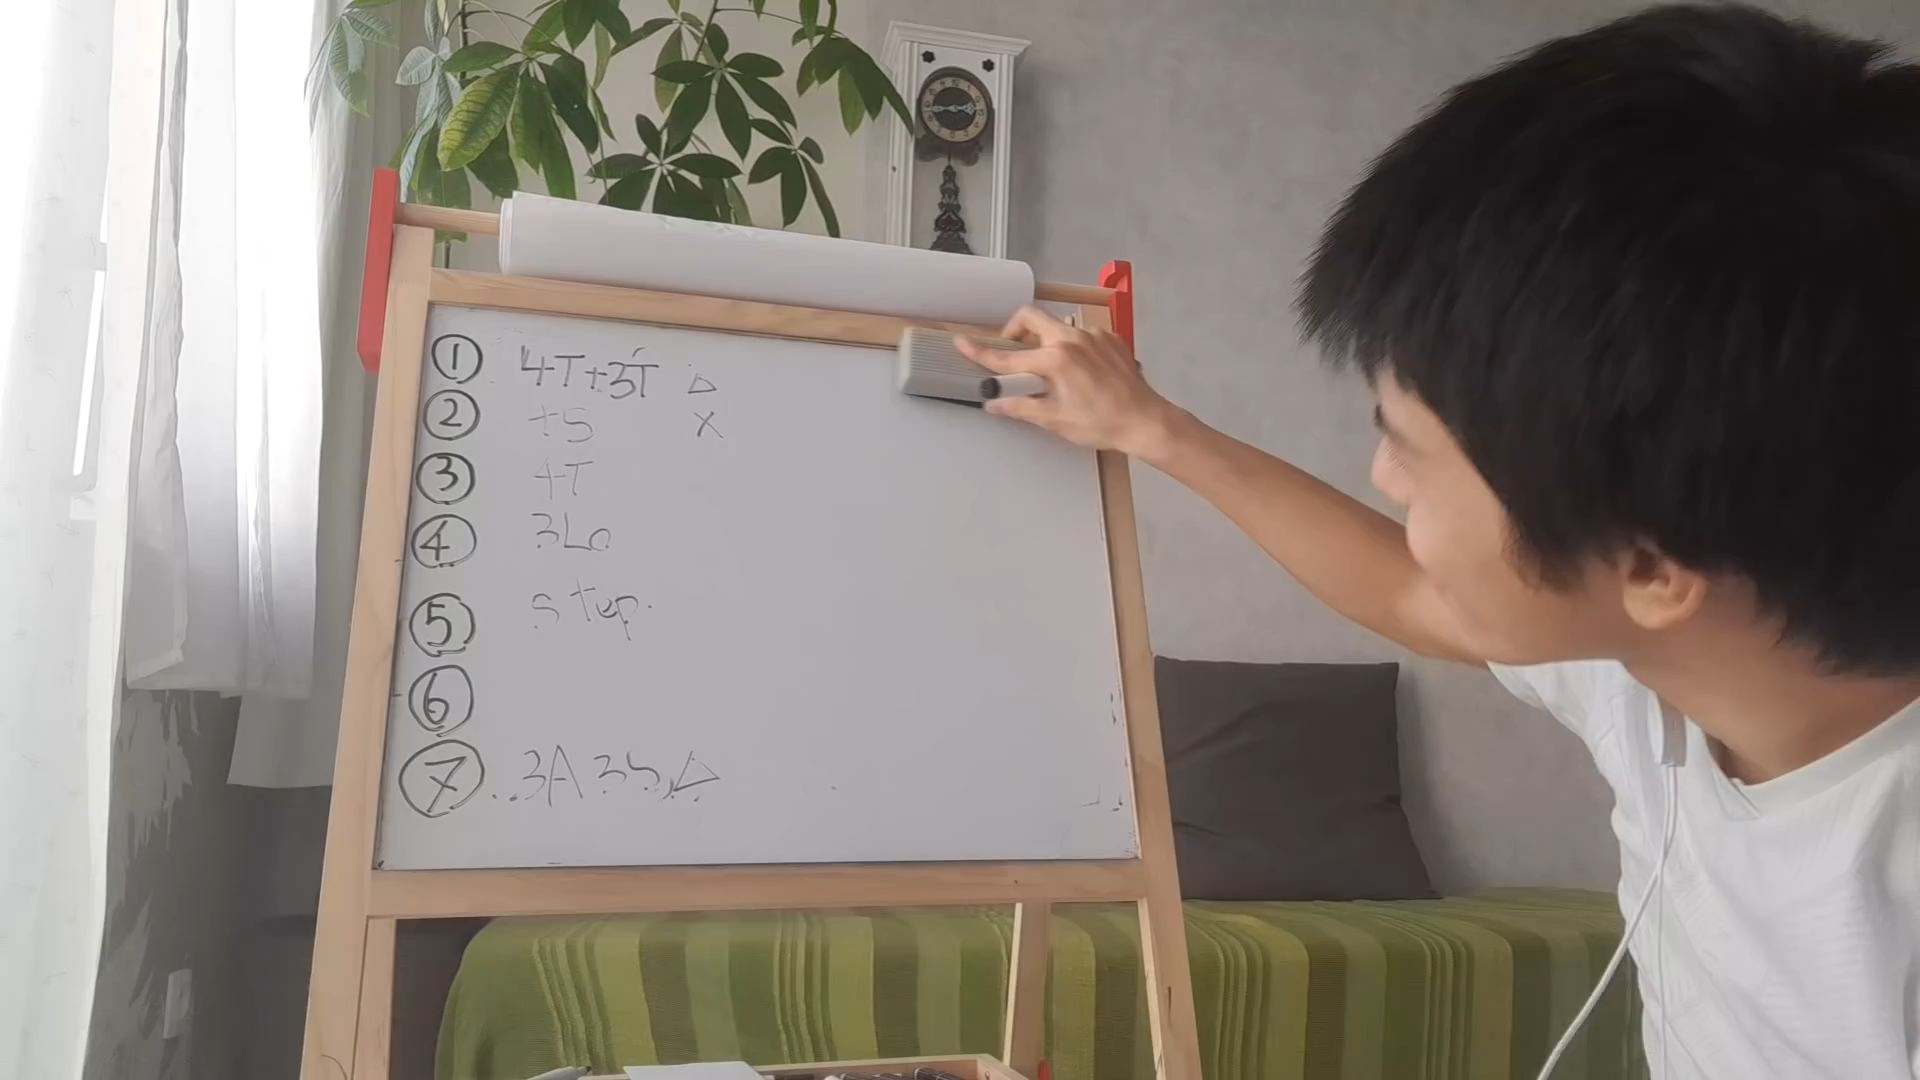 ① 4T+3T △
② +S X
③ 4T
④ 3Lo
⑤ step.
⑥
⑦ 3A 3S △